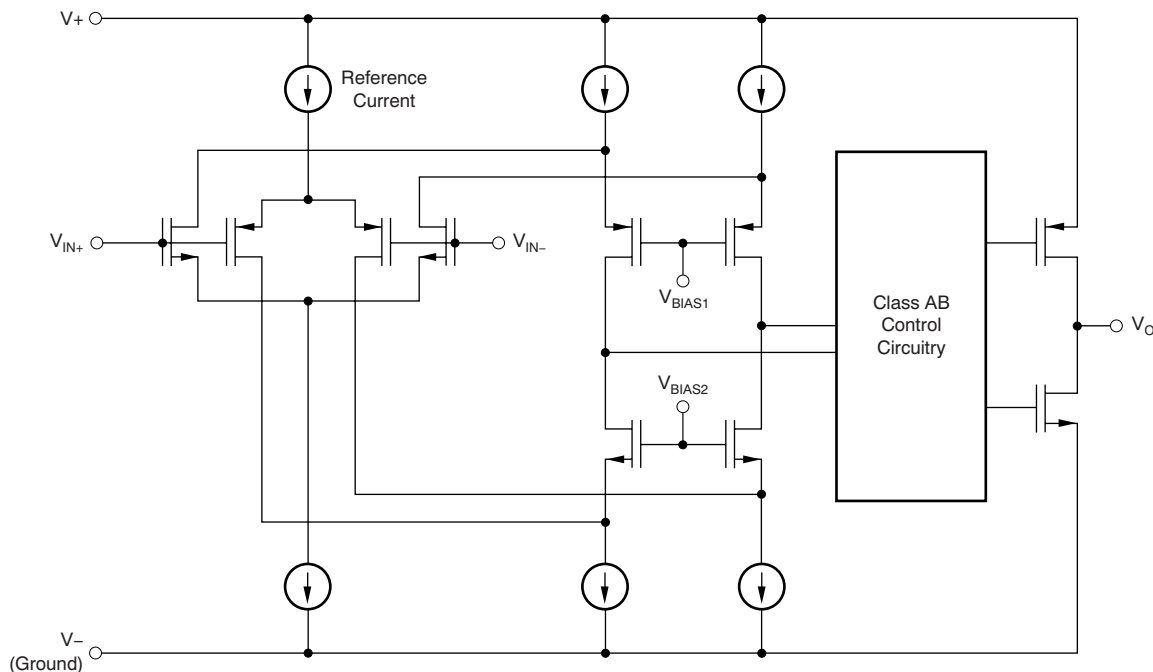 V+
Reference
Current
V_IN+
V_IN–
V_BIAS1
Class AB
Control
Circuitry
V_O
V_BIAS2
V–
(Ground)